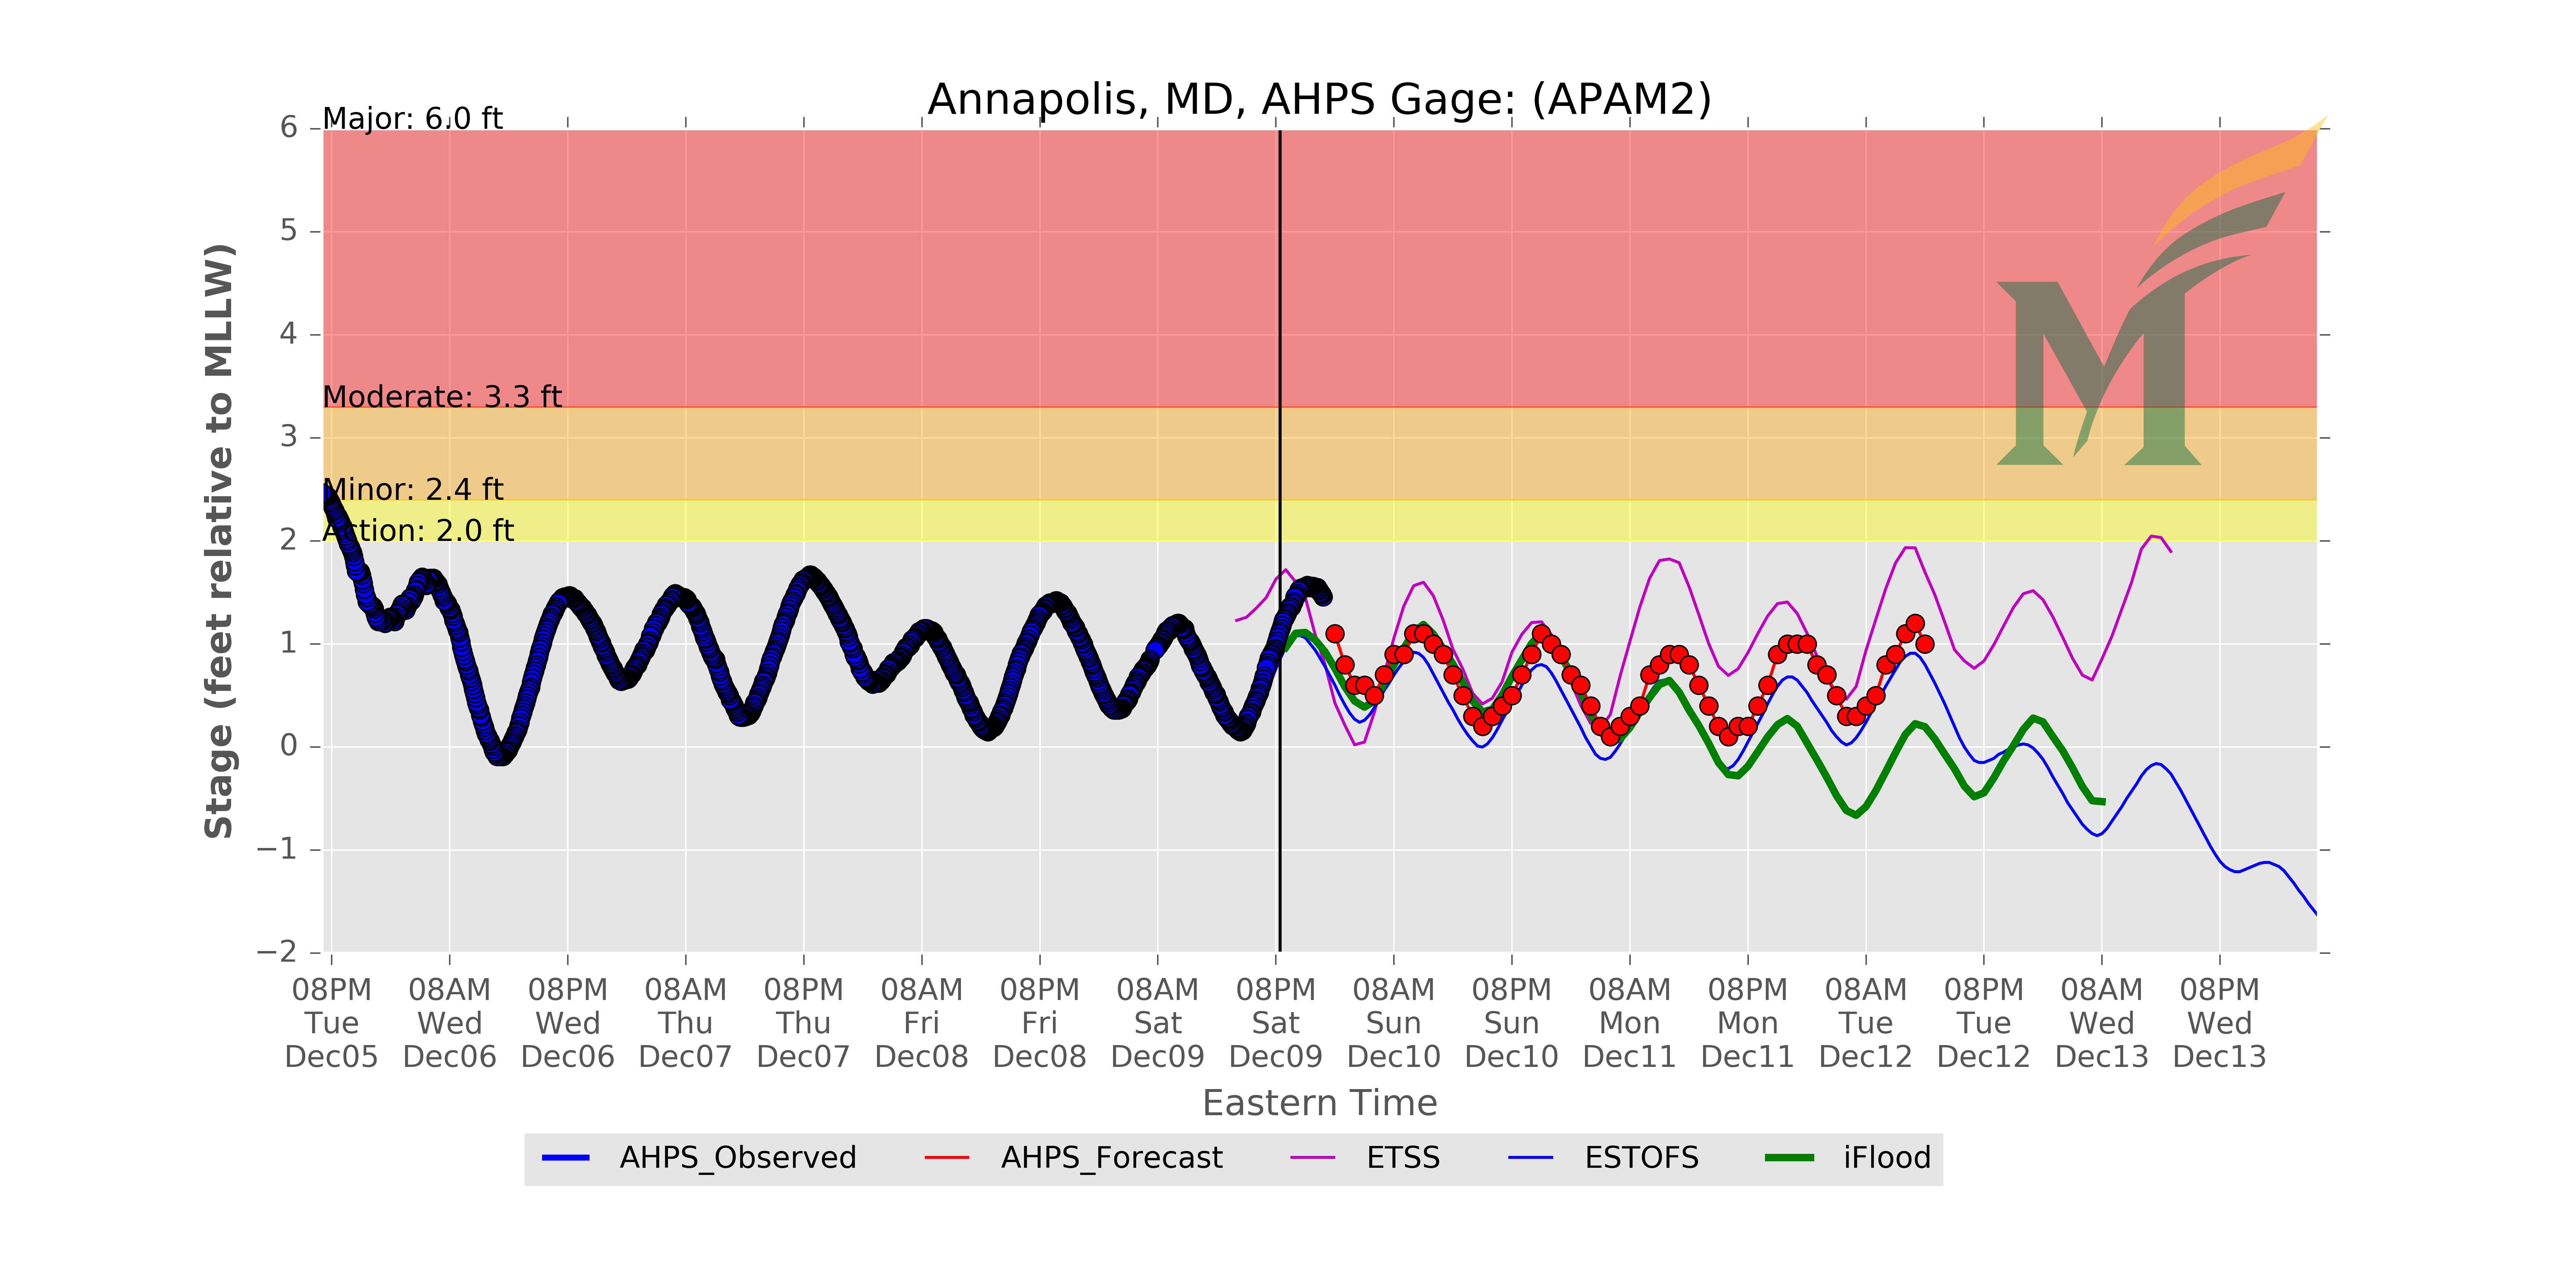 Annapolis, MD, AHPS Gage: (APAM2)
Major: 6.0 ft
Moderate: 3.3 ft
Minor: 2.4 ft
Action: 2.0 ft
Stage (feet relative to MLLW)
6
5
4
3
2
1
0
−1
−2
08PM 08AM 08PM 08AM 08PM 08AM 08PM 08AM 08PM 08AM 08PM 08AM 08PM 08AM 08PM 08AM 08PM
Tue Wed Wed Thu Thu Fri Fri Sat Sat Sun Sun Mon Mon Tue Tue Wed Wed
Dec05 Dec06 Dec06 Dec07 Dec07 Dec08 Dec08 Dec09 Dec09 Dec10 Dec10 Dec11 Dec11 Dec12 Dec12 Dec13 Dec13
Eastern Time
AHPS_Observed AHPS_Forecast ETSS ESTOFS iFlood
M